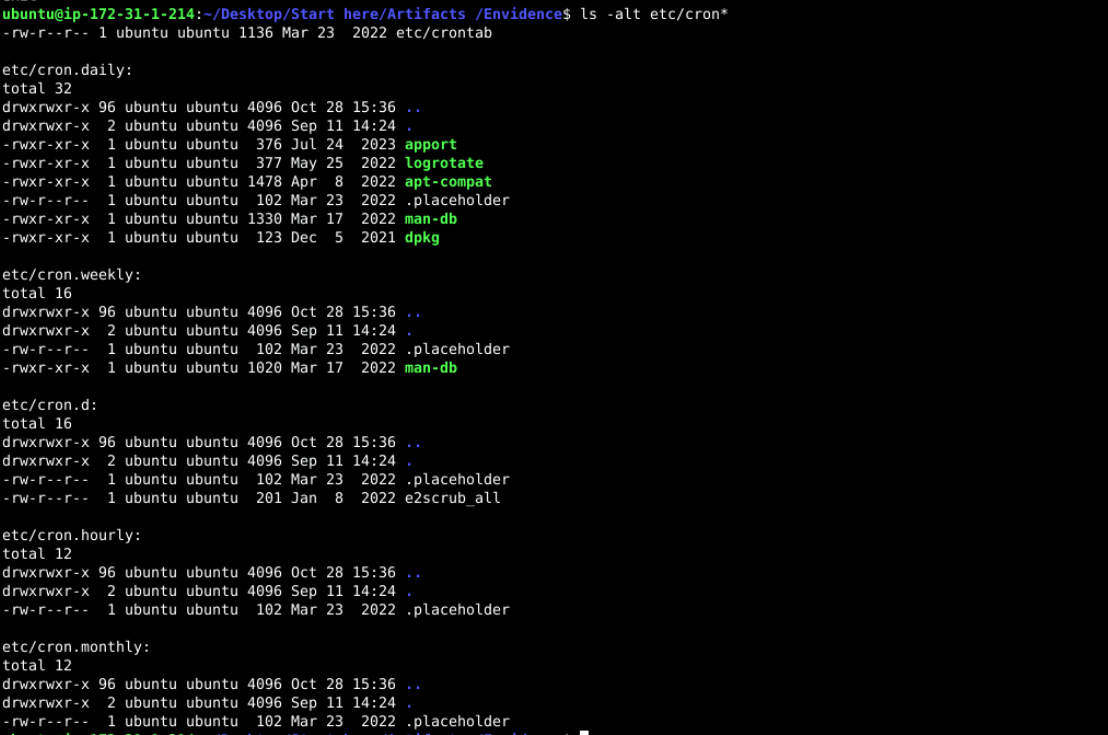 ubuntu@ip-172-31-1-214:~/Desktop/Start here/Artifacts /Envidence$ ls -alt etc/cron*
-rw-r--r-- 1 ubuntu ubuntu 1136 Mar 23  2022 etc/crontab

etc/cron.daily:
total 32
drwxrwxr-x 96 ubuntu ubuntu 4096 Oct 28 15:36 ..
drwxrwxr-x  2 ubuntu ubuntu 4096 Sep 11 14:24 .
-rwxr-xr-x  1 ubuntu ubuntu  376 Jul 24  2023 apport
-rwxr-xr-x  1 ubuntu ubuntu  377 May 25  2022 logrotate
-rwxr-xr-x  1 ubuntu ubuntu 1478 Apr  8  2022 apt-compat
-rw-r--r--  1 ubuntu ubuntu  102 Mar 23  2022 .placeholder
-rwxr-xr-x  1 ubuntu ubuntu 1330 Mar 17  2022 man-db
-rwxr-xr-x  1 ubuntu ubuntu  123 Dec  5  2021 dpkg

etc/cron.weekly:
total 16
drwxrwxr-x 96 ubuntu ubuntu 4096 Oct 28 15:36 ..
drwxrwxr-x  2 ubuntu ubuntu 4096 Sep 11 14:24 .
-rw-r--r--  1 ubuntu ubuntu  102 Mar 23  2022 .placeholder
-rwxr-xr-x  1 ubuntu ubuntu 1020 Mar 17  2022 man-db

etc/cron.d:
total 16
drwxrwxr-x 96 ubuntu ubuntu 4096 Oct 28 15:36 ..
drwxrwxr-x  2 ubuntu ubuntu 4096 Sep 11 14:24 .
-rw-r--r--  1 ubuntu ubuntu  102 Mar 23  2022 .placeholder
-rw-r--r--  1 ubuntu ubuntu  201 Jan  8  2022 e2scrub_all

etc/cron.hourly:
total 12
drwxrwxr-x 96 ubuntu ubuntu 4096 Oct 28 15:36 ..
drwxrwxr-x  2 ubuntu ubuntu 4096 Sep 11 14:24 .
-rw-r--r--  1 ubuntu ubuntu  102 Mar 23  2022 .placeholder

etc/cron.monthly:
total 12
drwxrwxr-x 96 ubuntu ubuntu 4096 Oct 28 15:36 ..
drwxrwxr-x  2 ubuntu ubuntu 4096 Sep 11 14:24 .
-rw-r--r--  1 ubuntu ubuntu  102 Mar 23  2022 .placeholder